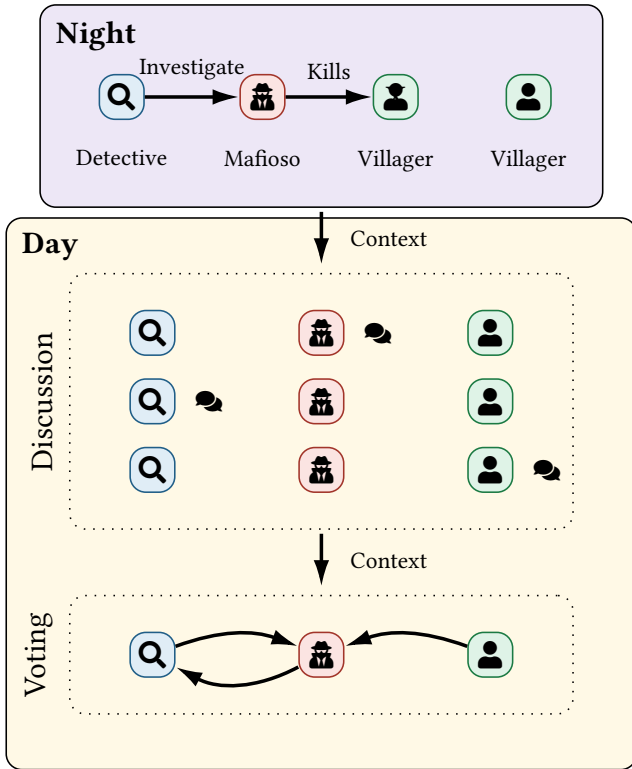 Night
Investigate
Kills
Detective
Mafioso
Villager
Villager
Context
Day
Discussion
Context
Voting